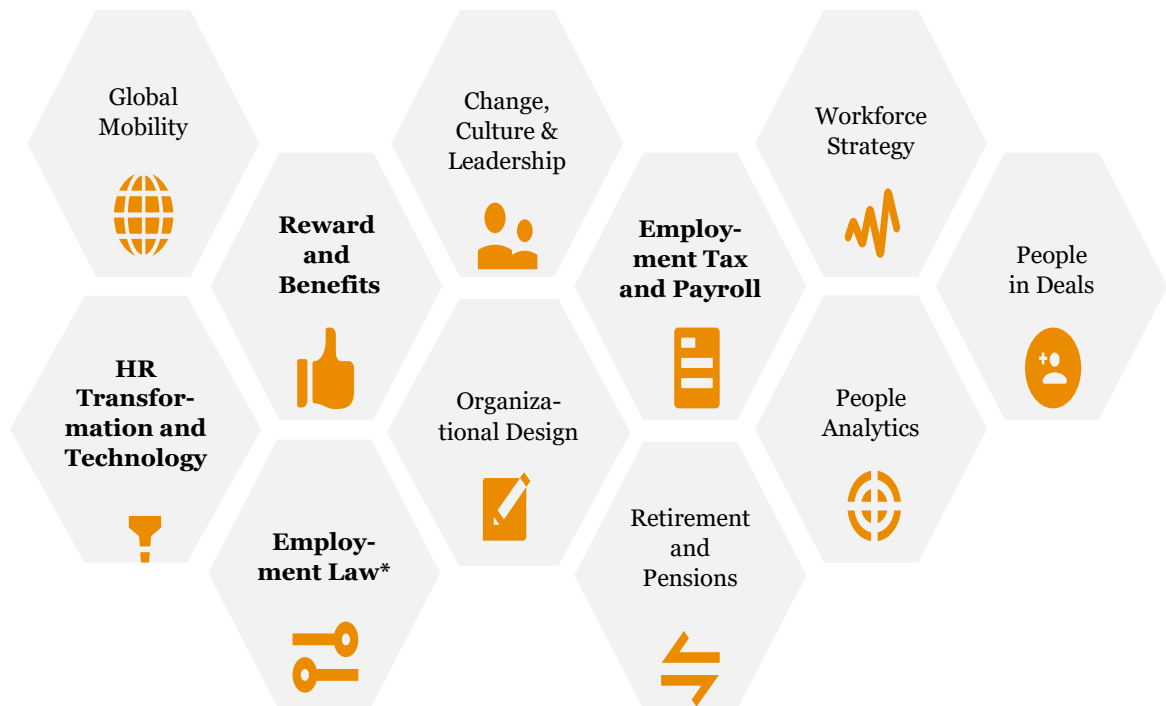 Global
Mobility
Change,
Culture &
Leadership
Workforce
Strategy
Reward
and
Benefits
Employ-
ment Tax
and Payroll
People
in Deals
HR
Transfor-
mation and
Technology
Organiza-
tional Design
People
Analytics
Employ-
ment Law*
Retirement
and
Pensions